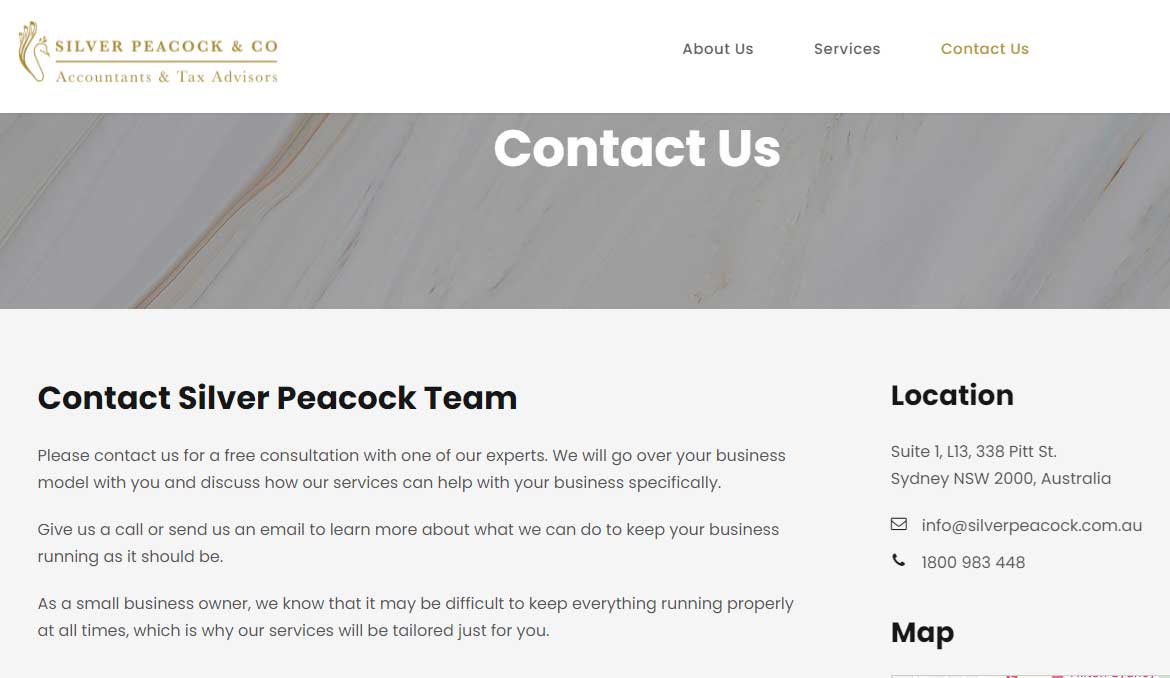 SILVER PEACOCK & CO
Accountants & Tax Advisors
About Us
Services
Contact Us
Contact Us
Contact Silver Peacock Team
Please contact us for a free consultation with one of our experts. We will go over your business
model with you and discuss how our services can help with your business specifically.
Give us a call or send us an email to learn more about what we can do to keep your business
running as it should be.
As a small business owner, we know that it may be difficult to keep everything running properly
at all times, which is why our services will be tailored just for you.
Location
Suite 1, L13, 338 Pitt St.
Sydney NSW 2000, Australia
info@silverpeacock.com.au
1800 983 448
Map